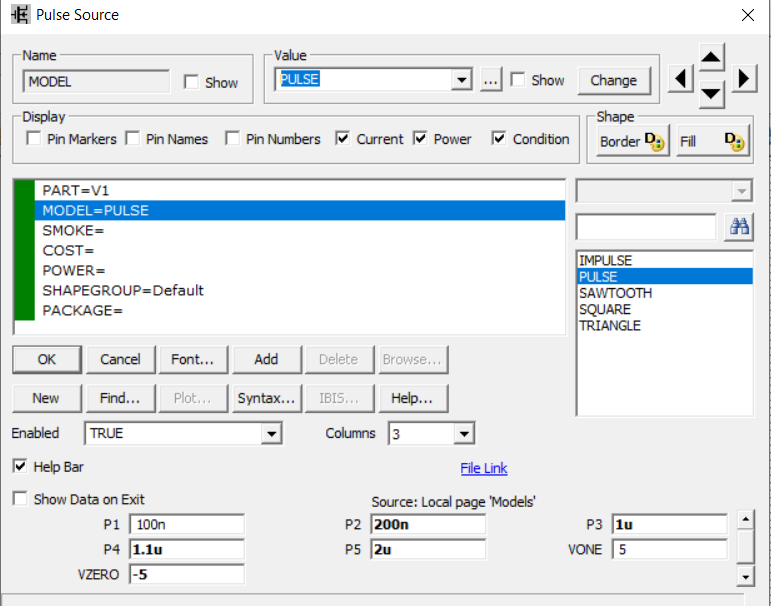 Pulse Source
Name
MODEL
Show
Value
PULSE
...
Show
Change
Display
Pin Markers
Pin Names
Pin Numbers
Current
Power
Condition
Shape
Border
Fill
PART=V1
MODEL=PULSE
SMOKE=
COST=
POWER=
SHAPEGROUP=Default
PACKAGE=
IMPULSE
PULSE
SAWTOOTH
SQUARE
TRIANGLE
OK
Cancel
Font...
Add
Delete
Browse...
New
Find...
Plot...
Syntax...
IBIS...
Help...
Enabled
TRUE
Columns
3
Help Bar
File Link
Show Data on Exit
Source: Local page 'Models'
P1 100n
P2 200n
P3 1u
P4 1.1u
P5 2u
VONE 5
VZERO -5